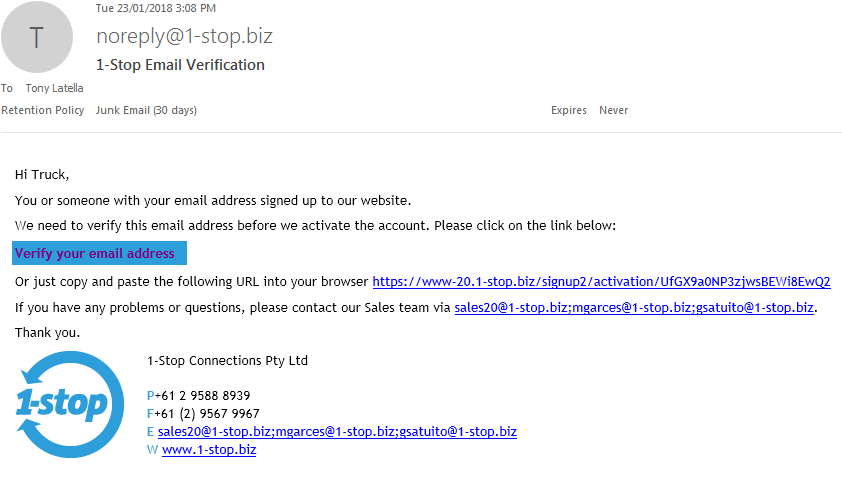 Tue 23/01/2018 3:08 PM
T
noreply@1-stop.biz
1-Stop Email Verification
To Tony Latella
Retention Policy Junk Email (30 days) Expires Never
Hi Truck,
You or someone with your email address signed up to our website.
We need to verify this email address before we activate the account. Please click on the link below:
Verify your email address
Or just copy and paste the following URL into your browser https://www-20.1-stop.biz/signup2/activation/UfGX9a0NP3zjwsBEWi8EwQ2
If you have any problems or questions, please contact our Sales team via sales20@1-stop.biz;mgarces@1-stop.biz;gsatuito@1-stop.biz.
Thank you.
1-stop
1-Stop Connections Pty Ltd
P+61 2 9588 8939
F+61 (2) 9567 9967
E sales20@1-stop.biz;mgarces@1-stop.biz;gsatuito@1-stop.biz
W www.1-stop.biz